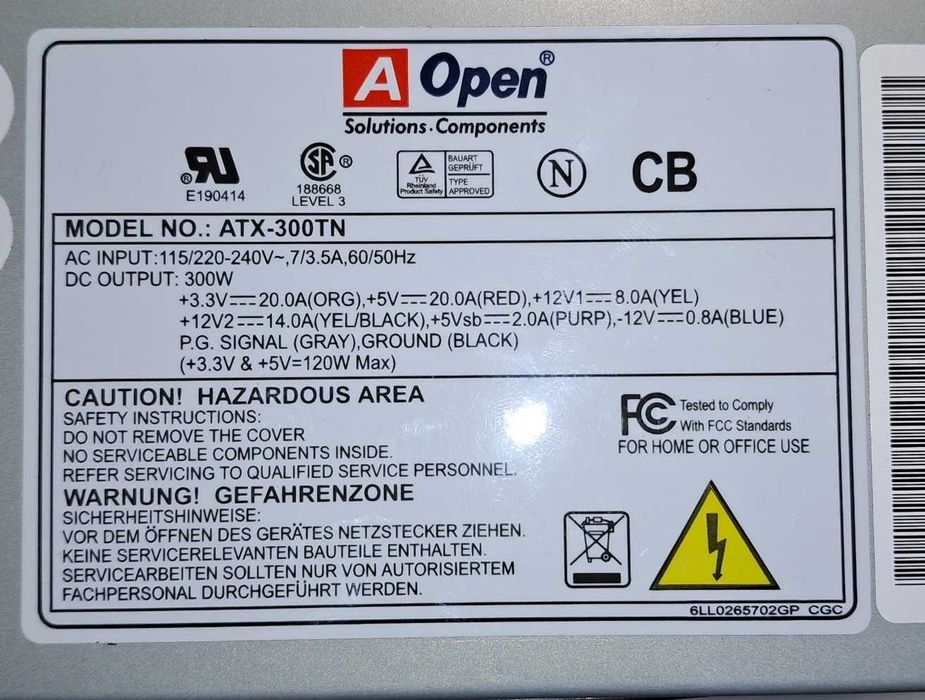 A Open®
Solutions·Components
® RU
E190414
SA ®
188668
LEVEL 3
TÜV
Rheinland
Product Safety
BAUART
GEPRÜFT
TYPE
APPROVED
N
CB
MODEL NO.: ATX-300TN
AC INPUT:115/220-240V~,7/3.5A,60/50Hz
DC OUTPUT: 300W
+3.3V⎓20.0A(ORG),+5V⎓20.0A(RED),+12V1⎓8.0A(YEL)
+12V2⎓14.0A(YEL/BLACK),+5Vsb⎓2.0A(PURP),-12V⎓0.8A(BLUE)
P.G. SIGNAL (GRAY),GROUND (BLACK)
(+3.3V & +5V=120W Max)
CAUTION! HAZARDOUS AREA
SAFETY INSTRUCTIONS:
DO NOT REMOVE THE COVER
NO SERVICEABLE COMPONENTS INSIDE.
REFER SERVICING TO QUALIFIED SERVICE PERSONNEL.
WARNUNG! GEFAHRENZONE
SICHERHEITSHINWEISE:
VOR DEM ÖFFNEN DES GERÄTES NETZSTECKER ZIEHEN.
KEINE SERVICERELEVANTEN BAUTEILE ENTHALTEN.
SERVICEARBEITEN SOLLTEN NUR VON AUTORISIERTEM
FACHPERSONAL DURCHGEFÜHRT WERDEN.
FC Tested to Comply
With FCC Standards
FOR HOME OR OFFICE USE
6LL0265702GP CGC